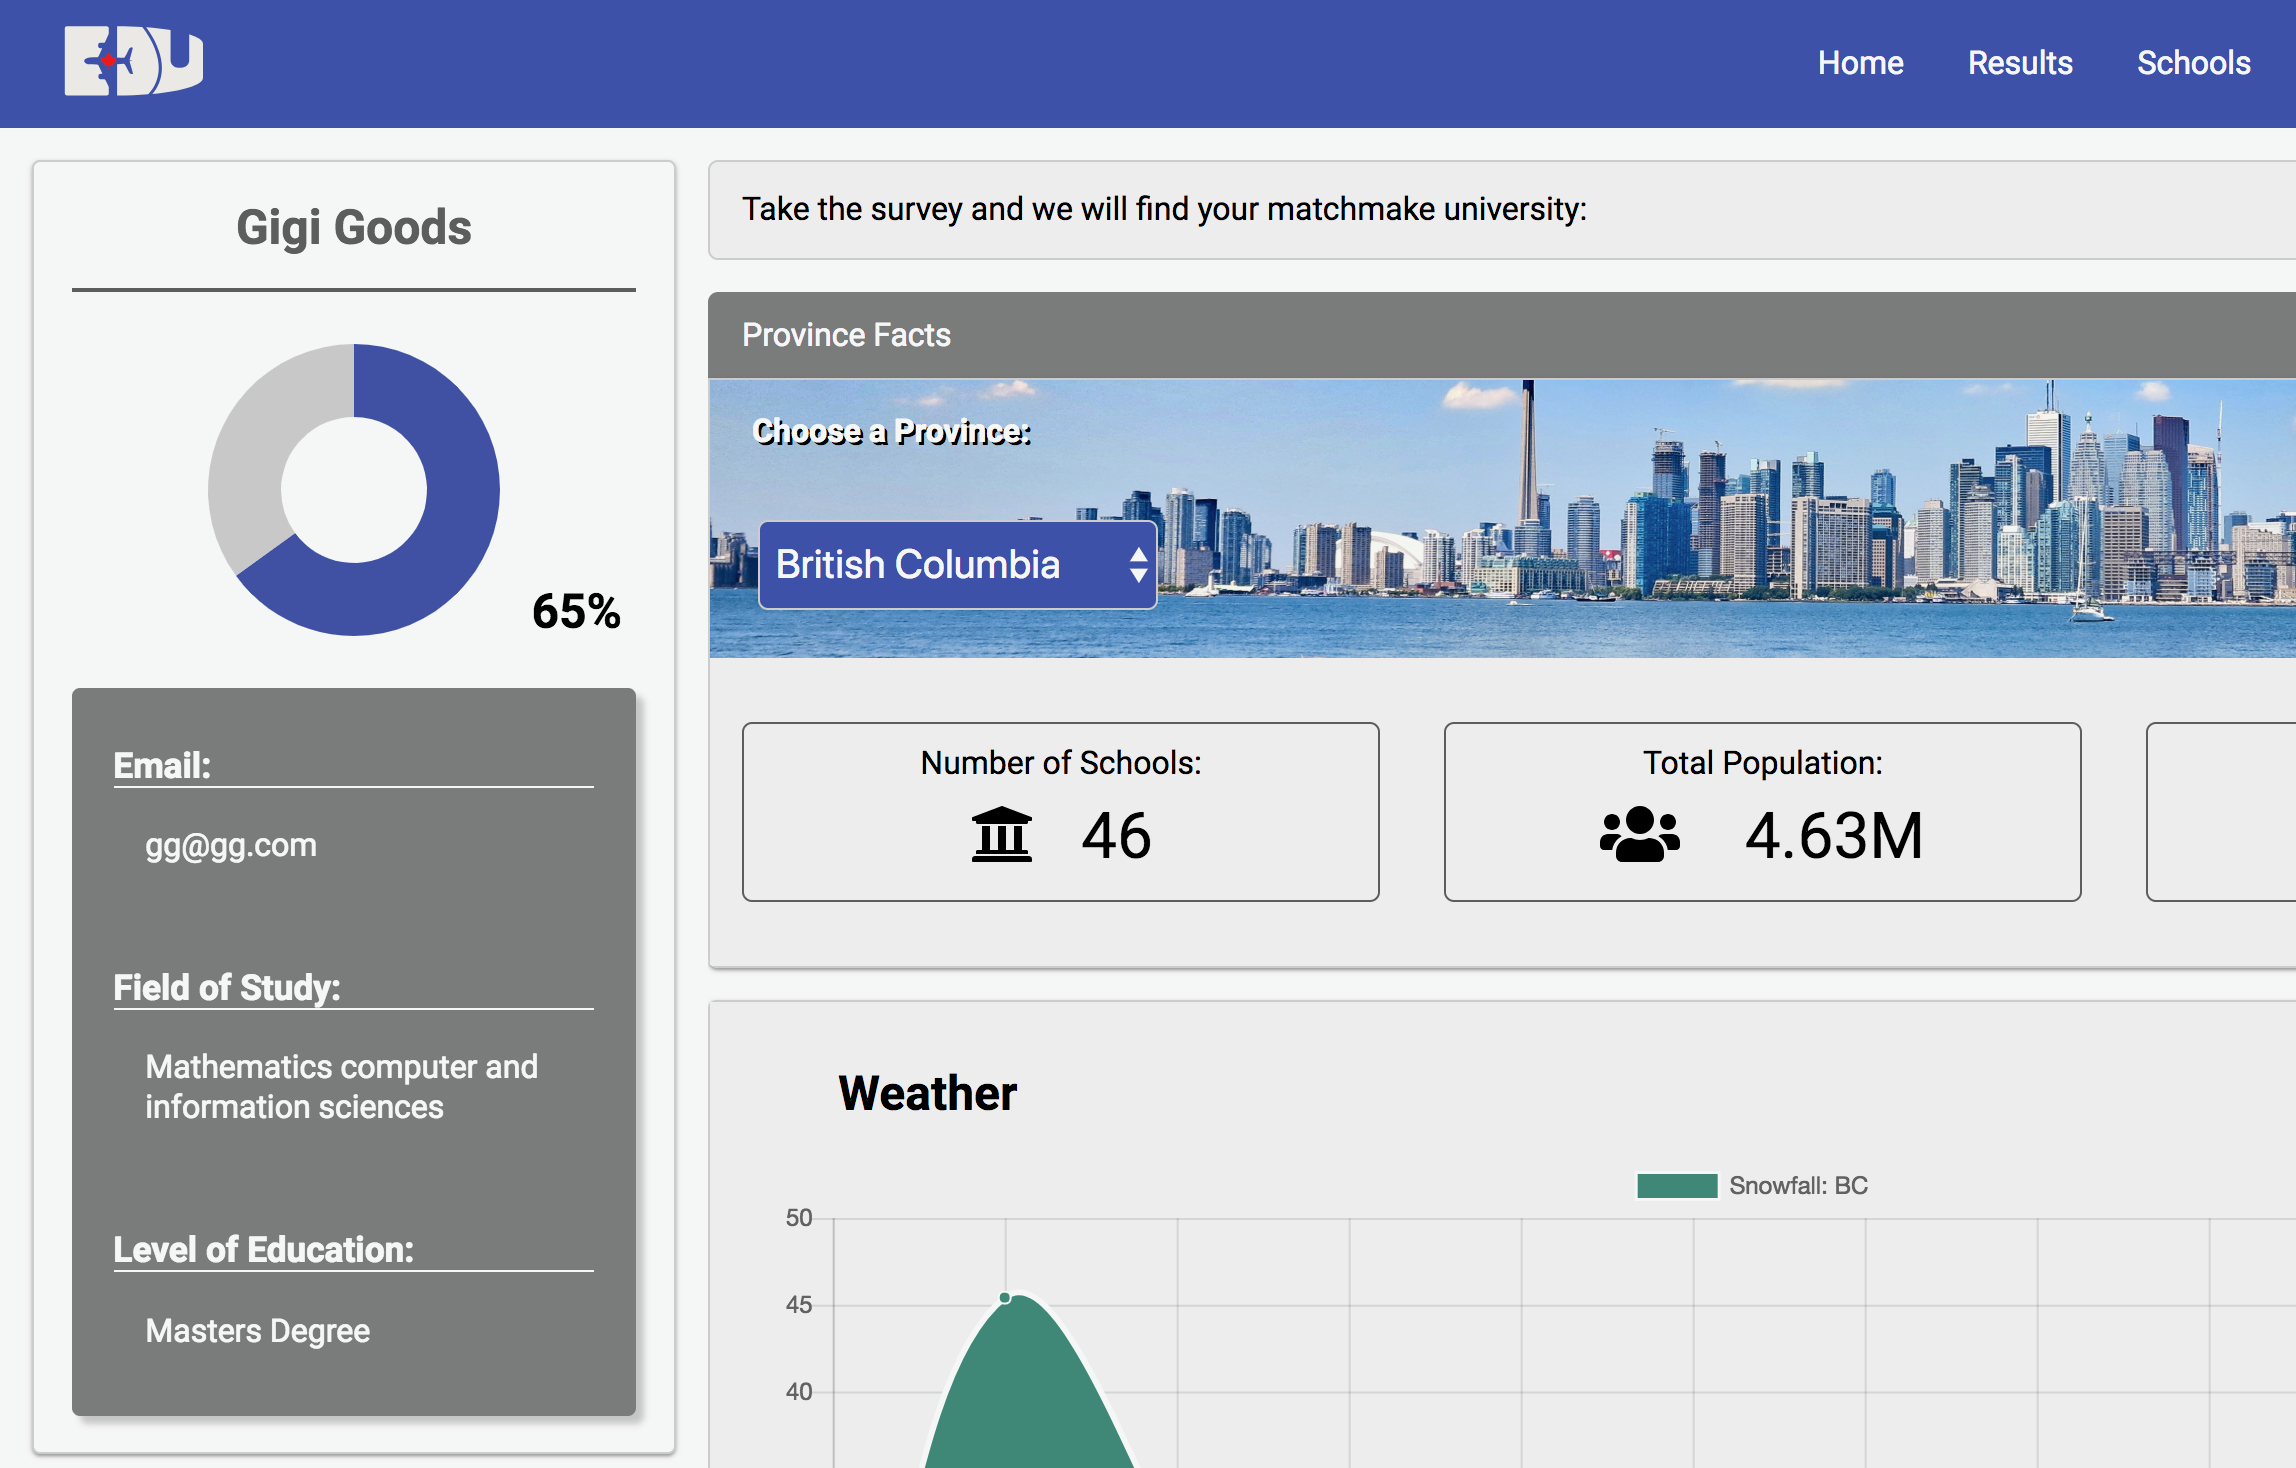 EDU
Home
Results
Schools
Gigi Goods
65%
Email:
gg@gg.com
Field of Study:
Mathematics computer and
information sciences
Level of Education:
Masters Degree
Take the survey and we will find your matchmake university:
Province Facts
Choose a Province:
British Columbia
Number of Schools:
46
Total Population:
4.63M
Weather
Snowfall: BC
50
45
40